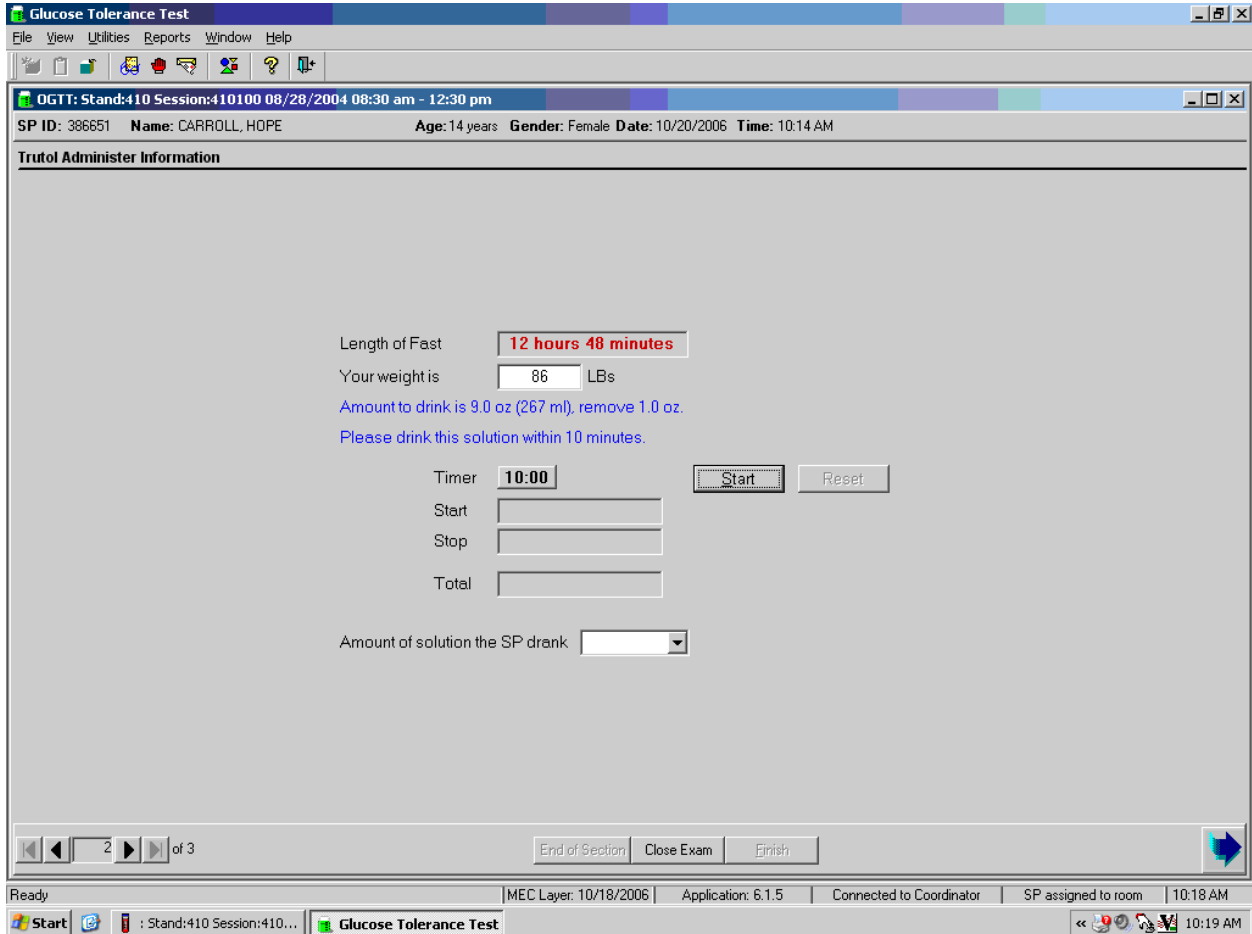 Glucose Tolerance Test
File View Utilities Reports Window Help
OGTT: Stand:410 Session:410100 08/28/2004 08:30 am - 12:30 pm
SP ID: 386651 Name: CARROLL, HOPE Age: 14 years Gender: Female Date: 10/20/2006 Time: 10:14 AM
Trutol Administer Information
Length of Fast 12 hours 48 minutes
Your weight is 86 LBs
Amount to drink is 9.0 oz (267 ml), remove 1.0 oz.
Please drink this solution within 10 minutes.
Timer 10:00 Start Reset
Start
Stop
Total
Amount of solution the SP drank
2 of 3 End of Section Close Exam Finish
Ready MEC Layer: 10/18/2006 Application: 6.1.5 Connected to Coordinator SP assigned to room 10:18 AM
Start : Stand:410 Session:410... Glucose Tolerance Test « 10:19 AM